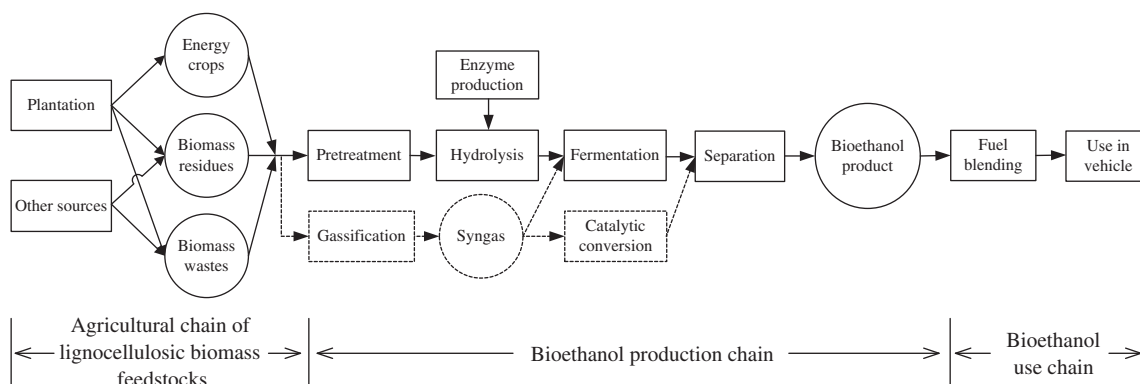 Energy
crops
Enzyme
production
Plantation
Biomass
residues
Pretreatment
Hydrolysis
Fermentation
Separation
Bioethanol
product
Fuel
blending
Use in
vehicle
Other sources
Biomass
wastes
Gassification
Syngas
Catalytic
conversion
Agricultural chain of
lignocellulosic biomass
feedstocks
Bioethanol production chain
Bioethanol
use chain